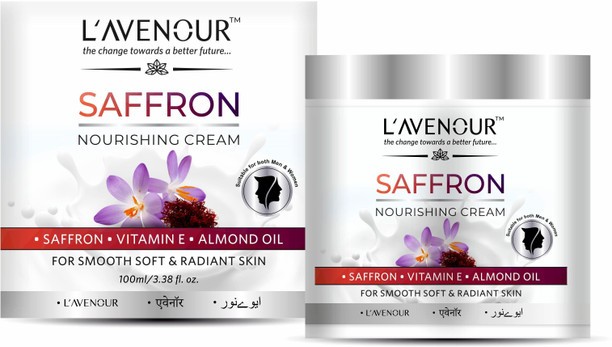 L'AVENOUR™
the change towards a better future...
SAFFRON
NOURISHING CREAM
Suitable for both Men & Women
• SAFFRON • VITAMIN E • ALMOND OIL
FOR SMOOTH SOFT & RADIANT SKIN
100ml/3.38 fl. oz.
• L'AVENOUR • एवेनॉर • ایوےنور
L'AVENOUR™
the change towards a better future...
SAFFRON
NOURISHING CREAM
Suitable for both Men & Women
• SAFFRON • VITAMIN E • ALMOND OIL
FOR SMOOTH SOFT & RADIANT SKIN
• L'AVENOUR • एवेनॉर • ایوےنور